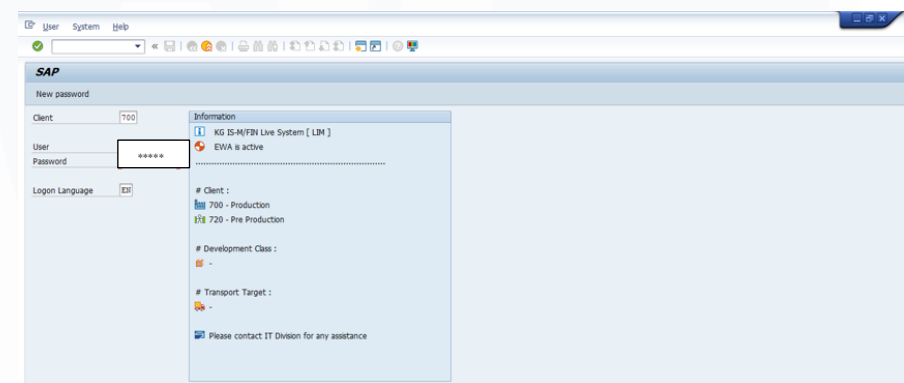 User System Help
SAP
New password
Client 700
User
Password
*****
Logon Language EN
Information
KG IS-M/FIN Live System [ LIM ]
EWA is active
................................................................
# Client :
700 - Production
720 - Pre Production
# Development Class :
-
# Transport Target :
-
Please contact IT Division for any assistance